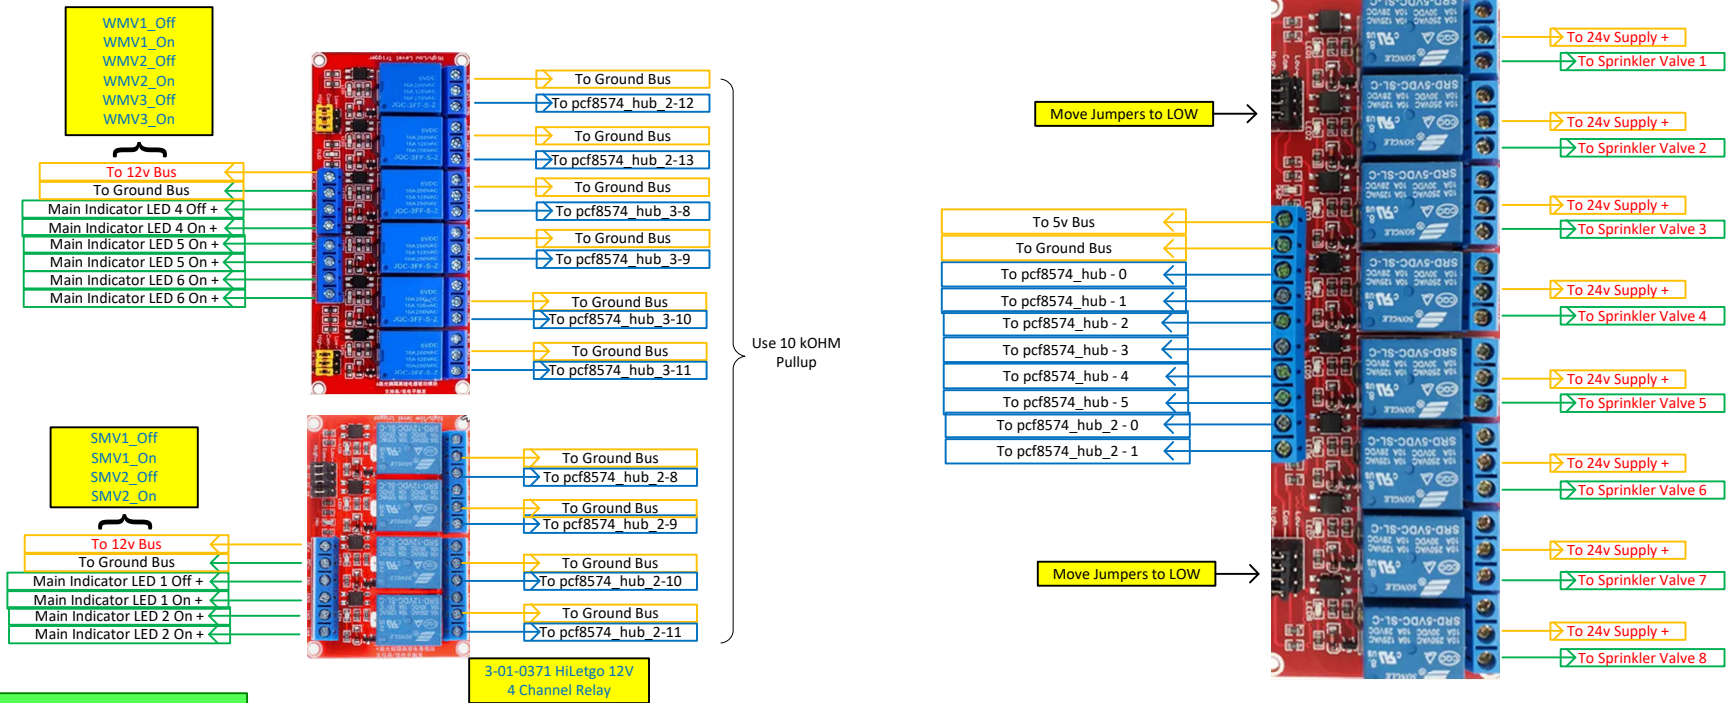 WMV1_Off
WMV1_On
WMV2_Off
WMV2_On
WMV3_Off
WMV3_On
To 12v Bus
To Ground Bus
Main Indicator LED 4 Off +
Main Indicator LED 4 On +
Main Indicator LED 5 On +
Main Indicator LED 5 On +
Main Indicator LED 6 On +
Main Indicator LED 6 On +
To Ground Bus
To pcf8574_hub_2-12
To Ground Bus
To pcf8574_hub_2-13
To Ground Bus
To pcf8574_hub_3-8
To Ground Bus
To pcf8574_hub_3-9
To Ground Bus
To pcf8574_hub_3-10
To Ground Bus
To pcf8574_hub_3-11
Use 10 kOHM
Pullup
SMV1_Off
SMV1_On
SMV2_Off
SMV2_On
To 12v Bus
To Ground Bus
Main Indicator LED 1 Off +
Main Indicator LED 1 On +
Main Indicator LED 2 On +
Main Indicator LED 2 On +
To Ground Bus
To pcf8574_hub_2-8
To Ground Bus
To pcf8574_hub_2-9
To Ground Bus
To pcf8574_hub_2-10
To Ground Bus
To pcf8574_hub_2-11
3-01-0371 HiLetgo 12V
4 Channel Relay
Move Jumpers to LOW
To 5v Bus
To Ground Bus
To pcf8574_hub - 0
To pcf8574_hub - 1
To pcf8574_hub - 2
To pcf8574_hub - 3
To pcf8574_hub - 4
To pcf8574_hub - 5
To pcf8574_hub_2 - 0
To pcf8574_hub_2 - 1
Move Jumpers to LOW
To 24v Supply +
To Sprinkler Valve 1
To 24v Supply +
To Sprinkler Valve 2
To 24v Supply +
To Sprinkler Valve 3
To 24v Supply +
To Sprinkler Valve 4
To 24v Supply +
To Sprinkler Valve 5
To 24v Supply +
To Sprinkler Valve 6
To 24v Supply +
To Sprinkler Valve 7
To 24v Supply +
To Sprinkler Valve 8